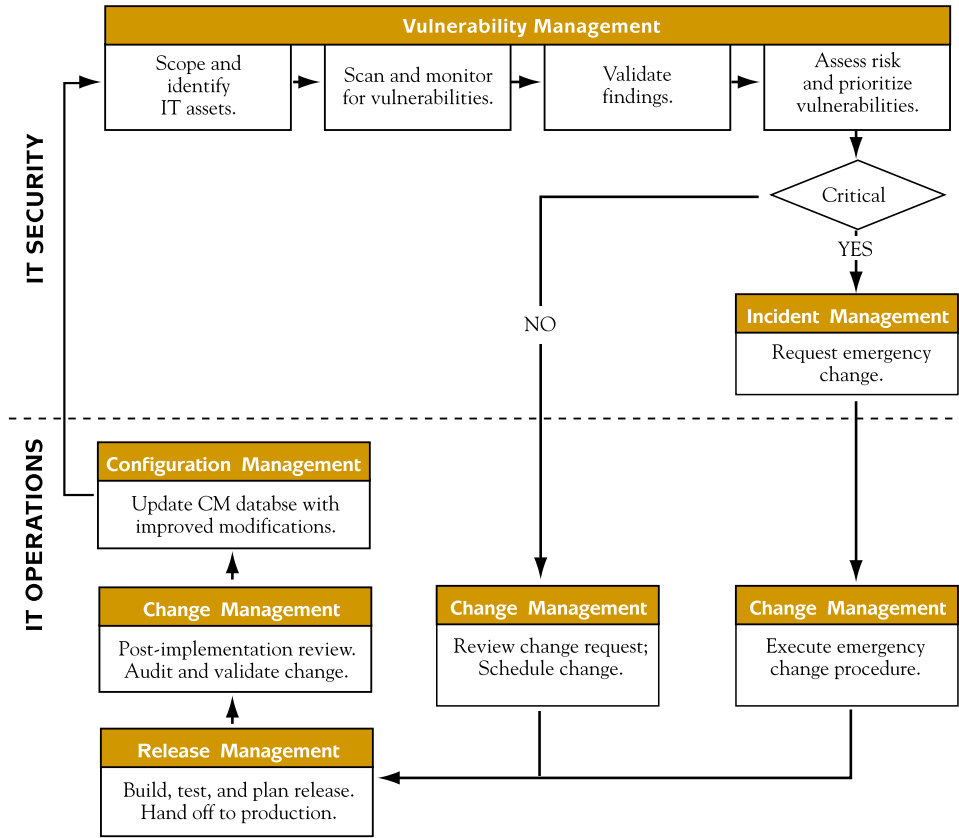 Vulnerability Management
Scope and
identify
IT assets.
Scan and monitor
for vulnerabilities.
Validate
findings.
Assess risk
and prioritize
vulnerabilities.
IT SECURITY
Critical
YES
NO
Incident Management
Request emergency
change.
IT OPERATIONS
Configuration Management
Update CM databse with
improved modifications.
Change Management
Post-implementation review.
Audit and validate change.
Change Management
Review change request;
Schedule change.
Change Management
Execute emergency
change procedure.
Release Management
Build, test, and plan release.
Hand off to production.